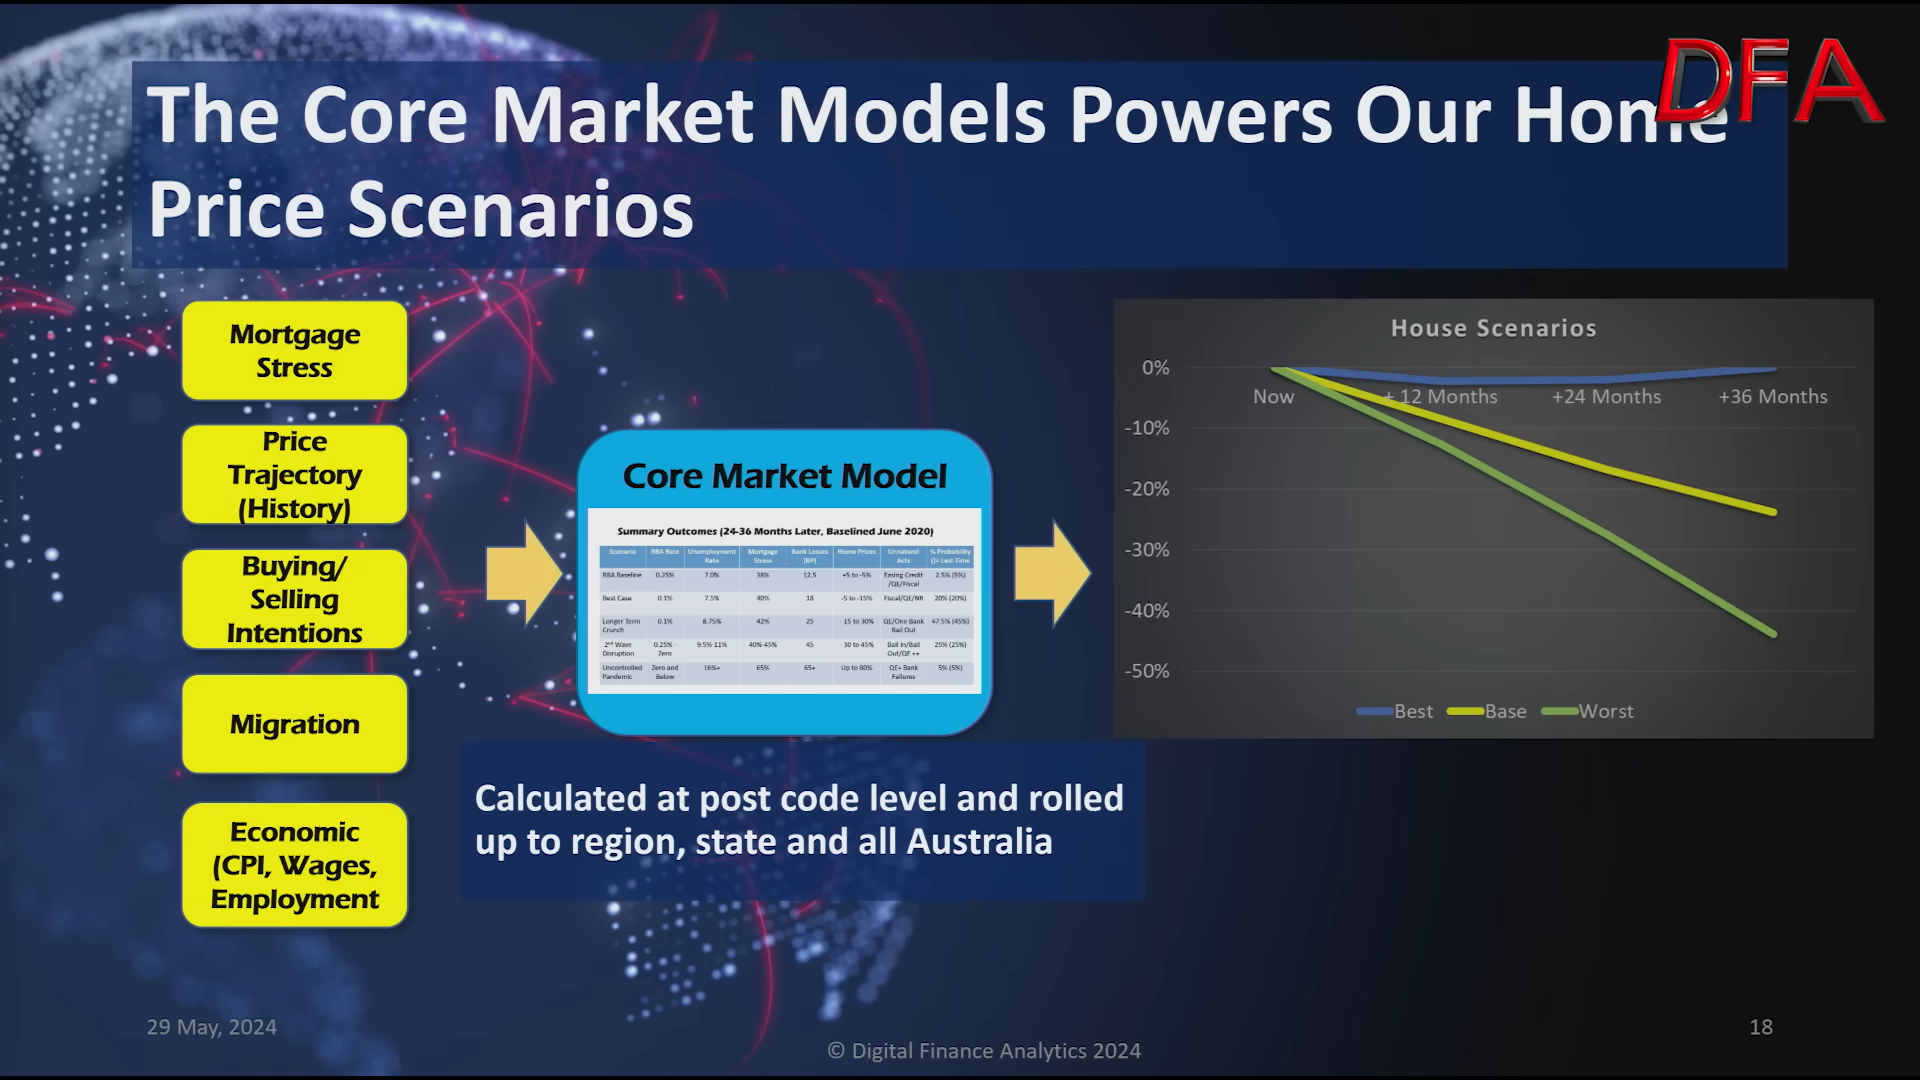 DFA
The Core Market Models Powers Our Home
Price Scenarios
Mortgage
Stress
Price
Trajectory
(History)
Buying/
Selling
Intentions
Migration
Economic
(CPI, Wages,
Employment
Core Market Model
Summary Outcomes (24-36 Months Later, Baselined June 2020)
Scenario RBA Rate Unemployment Rate Mortgage Stress Bank Losses (BP) Home Prices Unnatural Acts % Probability ()= Last Time
RBA Baseline 0.25% 7.0% 38% 12.5 +5 to -5% Easing Credit /QE/Fiscal 2.5% (5%)
Best Case 0.1% 7.5% 40% 18 -5 to -15% Fiscal/QE/NR 20% (20%)
Longer Term Crunch 0.1% 8.75% 42% 25 15 to 30% QE/One Bank Bail Out 47.5% (45%)
2nd Wave Disruption 0.25% - Zero 9.5%-11% 40%-45% 45 - 30 to 45% Bail In/Bail Out/QE ++ 25% (25%)
Uncontrolled Pandemic Zero and Below 16%+ 65% 65+ Up to 80% QE+ Bank Failures 5% (5%)
Calculated at post code level and rolled
up to region, state and all Australia
House Scenarios
0%
Now + 12 Months +24 Months +36 Months
-10%
-20%
-30%
-40%
-50%
Best Base Worst
29 May, 2024
© Digital Finance Analytics 2024
18